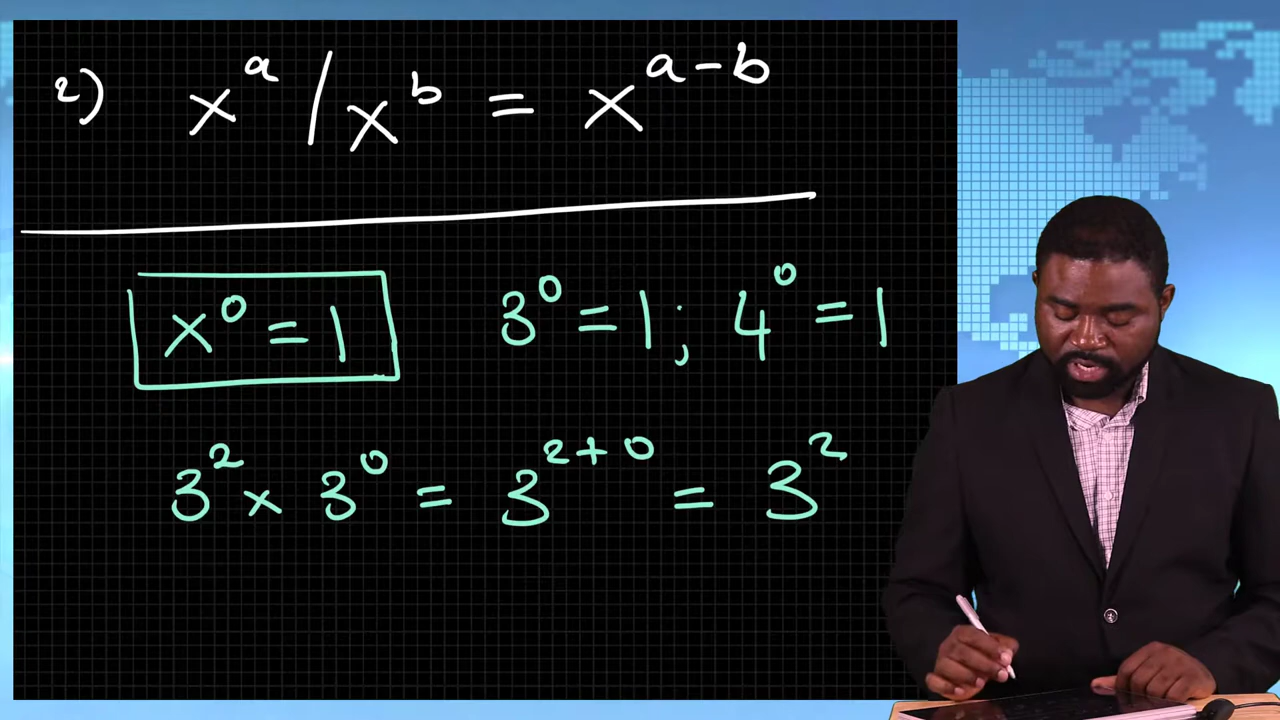 2) x^a / x^b = x^(a-b)
x^0 = 1 3^0 = 1; 4^0 = 1
3^2 × 3^0 = 3^(2+0) = 3^2